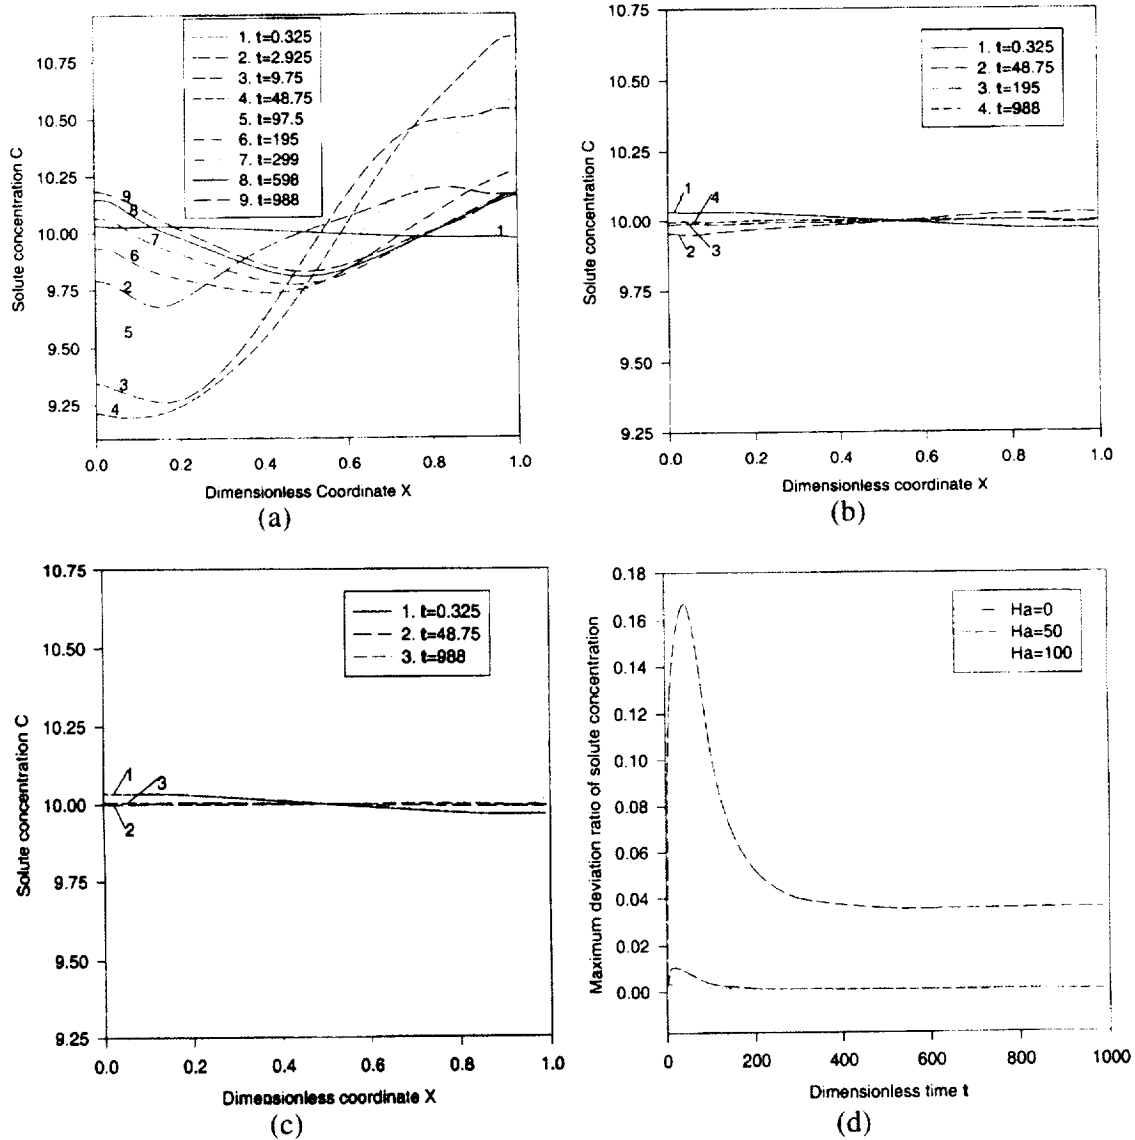 1. t=0.325
2. t=2.925
3. t=9.75
4. t=48.75
5. t=97.5
6. t=195
7. t=299
8. t=598
9. t=988
10.75
10.50
10.25
10.00
9.75
9.50
9.25
Solute concentration C
9
8
7
6
2
5
3
4
1
0.0 0.2 0.4 0.6 0.8 1.0
Dimensionless Coordinate X
(a)
10.75
10.50
10.25
10.00
9.75
9.50
9.25
Solute concentration C
1. t=0.325
2. t=48.75
3. t=195
4. t=988
1
4
2
3
0.0 0.2 0.4 0.6 0.8 1.0
Dimensionless coordinate X
(b)
10.75
10.50
10.25
10.00
9.75
9.50
9.25
Solute concentration C
1. t=0.325
2. t=48.75
3. t=988
1
3
2
0.0 0.2 0.4 0.6 0.8 1.0
Dimensionless coordinate X
(c)
0.18
0.16
0.14
0.12
0.10
0.08
0.06
0.04
0.02
0.00
Maximum deviation ratio of solute concentration
Ha=0
Ha=50
Ha=100
0 200 400 600 800 1000
Dimensionless time t
(d)